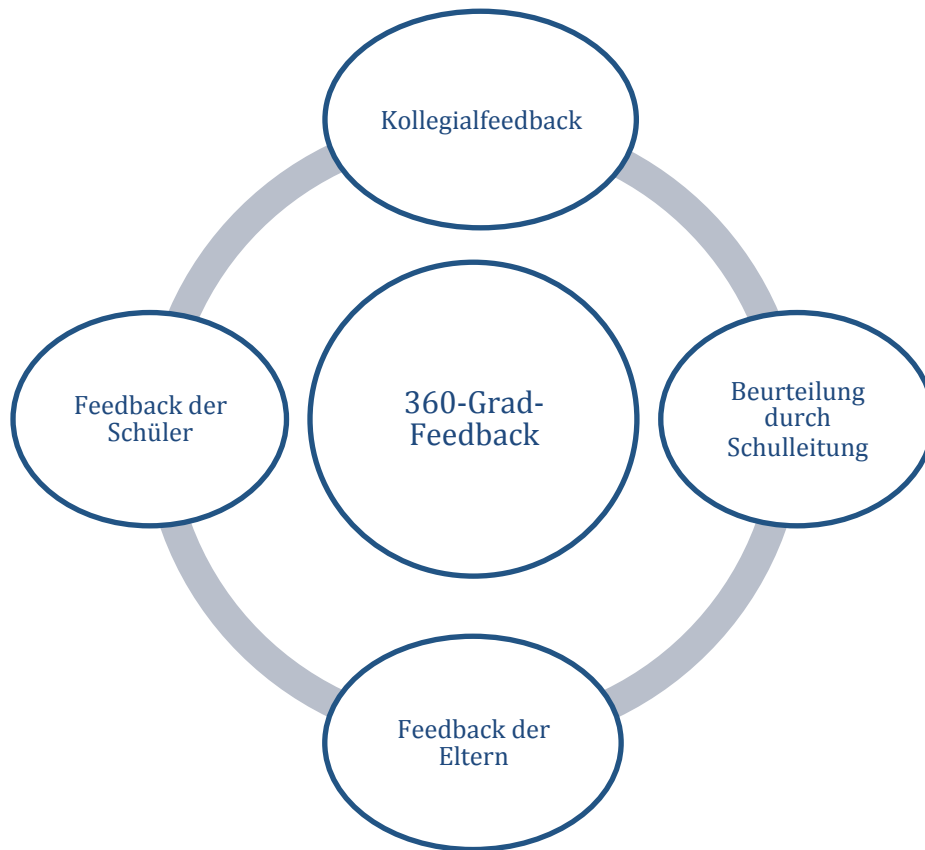 Kollegialfeedback
Feedback der
Schüler
360-Grad-
Feedback
Beurteilung
durch
Schulleitung
Feedback der
Eltern